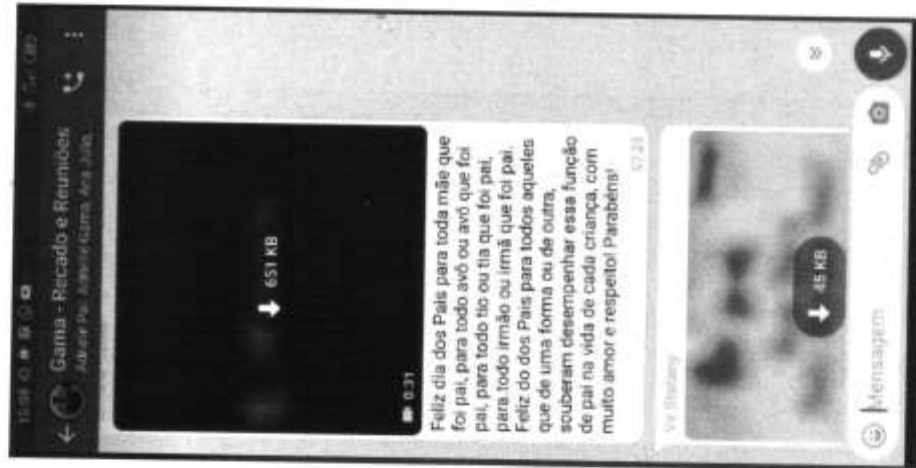 Gama - Recado e Reuniões
651 KB
0:31
Feliz dia dos Pais para toda mãe que
foi pai, para todo avô ou avó que foi
pai, para todo tio ou tia que foi pai,
para todo irmão ou irmã que foi pai.
Feliz do dos Pais para todos aqueles
que de uma forma ou de outra,
souberam desempenhar essa função
de pai na vida de cada criança, com
muito amor e respeito! Parabéns!
07:23
Stefany
45 KB
Mensagem